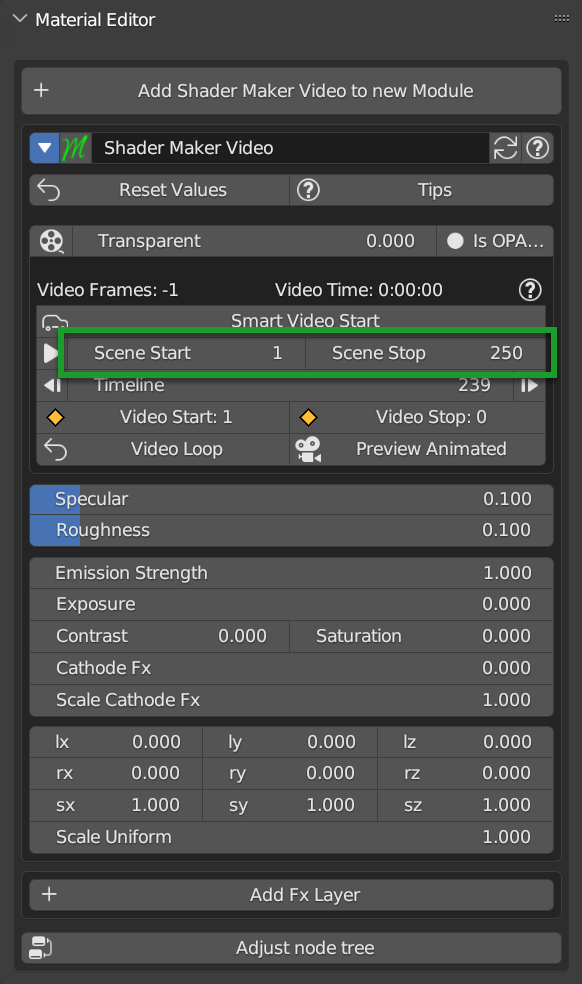 Material Editor
Add Shader Maker Video to new Module
Shader Maker Video
Reset Values Tips
Transparent 0.000 Is OPA...
Video Frames: -1 Video Time: 0:00:00
Smart Video Start
Scene Start 1 Scene Stop 250
Timeline 239
Video Start: 1 Video Stop: 0
Video Loop Preview Animated
Specular 0.100
Roughness 0.100
Emission Strength 1.000
Exposure 0.000
Contrast 0.000 Saturation 0.000
Cathode Fx 0.000
Scale Cathode Fx 1.000
lx 0.000 ly 0.000 lz 0.000
rx 0.000 ry 0.000 rz 0.000
sx 1.000 sy 1.000 sz 1.000
Scale Uniform 1.000
Add Fx Layer
Adjust node tree